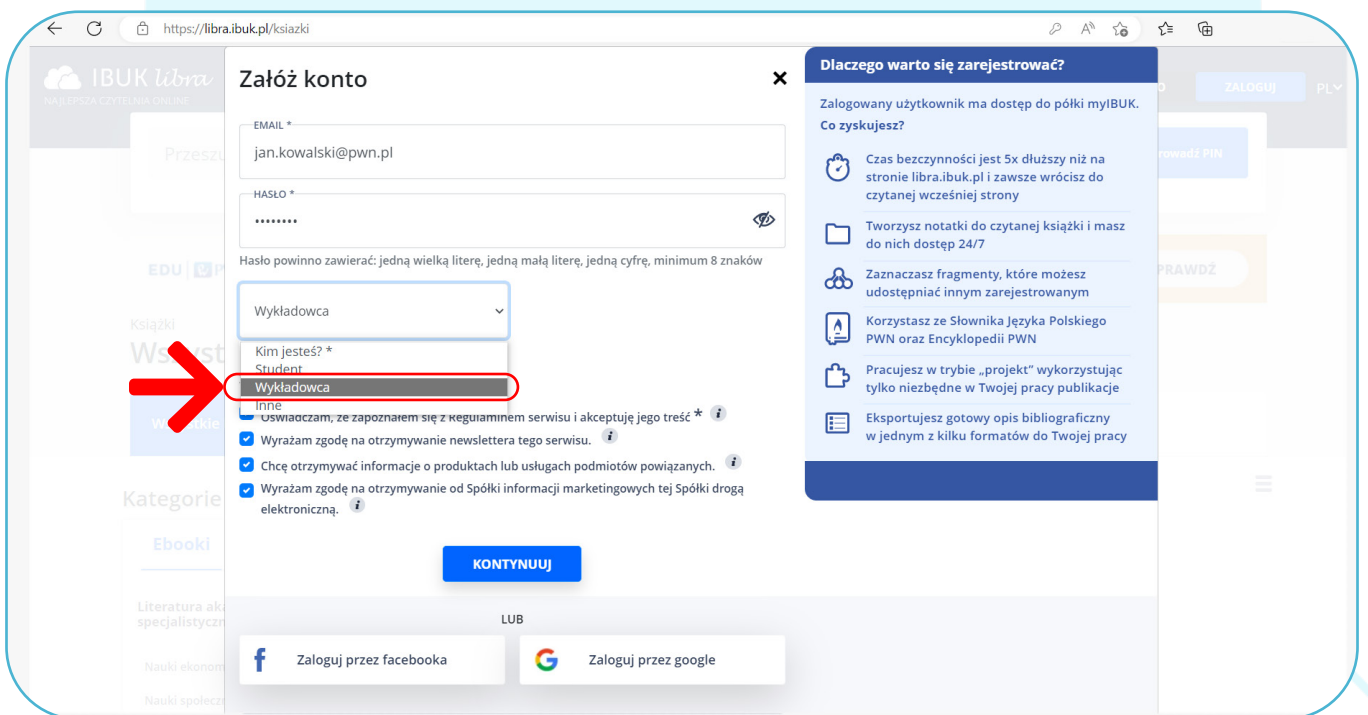 https://libra.ibuk.pl/ksiazki
IBUK libra
NAJLEPSZA CZYTELNIA ONLINE
ZALOGUJ
PL
Przeszu
rowadź PIN
EDU
PRAWDŹ
Książki
Kategorie
Ebooki
Literatura aka
specjalistyczn
Nauki ekonom
Nauki społecz
Załóż konto
EMAIL *
jan.kowalski@pwn.pl
HASŁO *
••••••••
Hasło powinno zawierać: jedną wielką literę, jedną małą literę, jedną cyfrę, minimum 8 znaków
Wykładowca
Kim jesteś? *
Student
Wykładowca
Inne
Oświadczam, że zapoznałem się z Regulaminem serwisu i akceptuję jego treść *
Wyrażam zgodę na otrzymywanie newslettera tego serwisu.
Chcę otrzymywać informacje o produktach lub usługach podmiotów powiązanych.
Wyrażam zgodę na otrzymywanie od Spółki informacji marketingowych tej Spółki drogą
elektroniczną.
KONTYNUUJ
LUB
Zaloguj przez facebooka
Zaloguj przez google
Dlaczego warto się zarejestrować?
Zalogowany użytkownik ma dostęp do półki myIBUK.
Co zyskujesz?
Czas bezczynności jest 5x dłuższy niż na
stronie libra.ibuk.pl i zawsze wrócisz do
czytanej wcześniej strony
Tworzysz notatki do czytanej książki i masz
do nich dostęp 24/7
Zaznaczasz fragmenty, które możesz
udostępniać innym zarejestrowanym
Korzystasz ze Słownika Języka Polskiego
PWN oraz Encyklopedii PWN
Pracujesz w trybie „projekt” wykorzystując
tylko niezbędne w Twojej pracy publikacje
Eksportujesz gotowy opis bibliograficzny
w jednym z kilku formatów do Twojej pracy